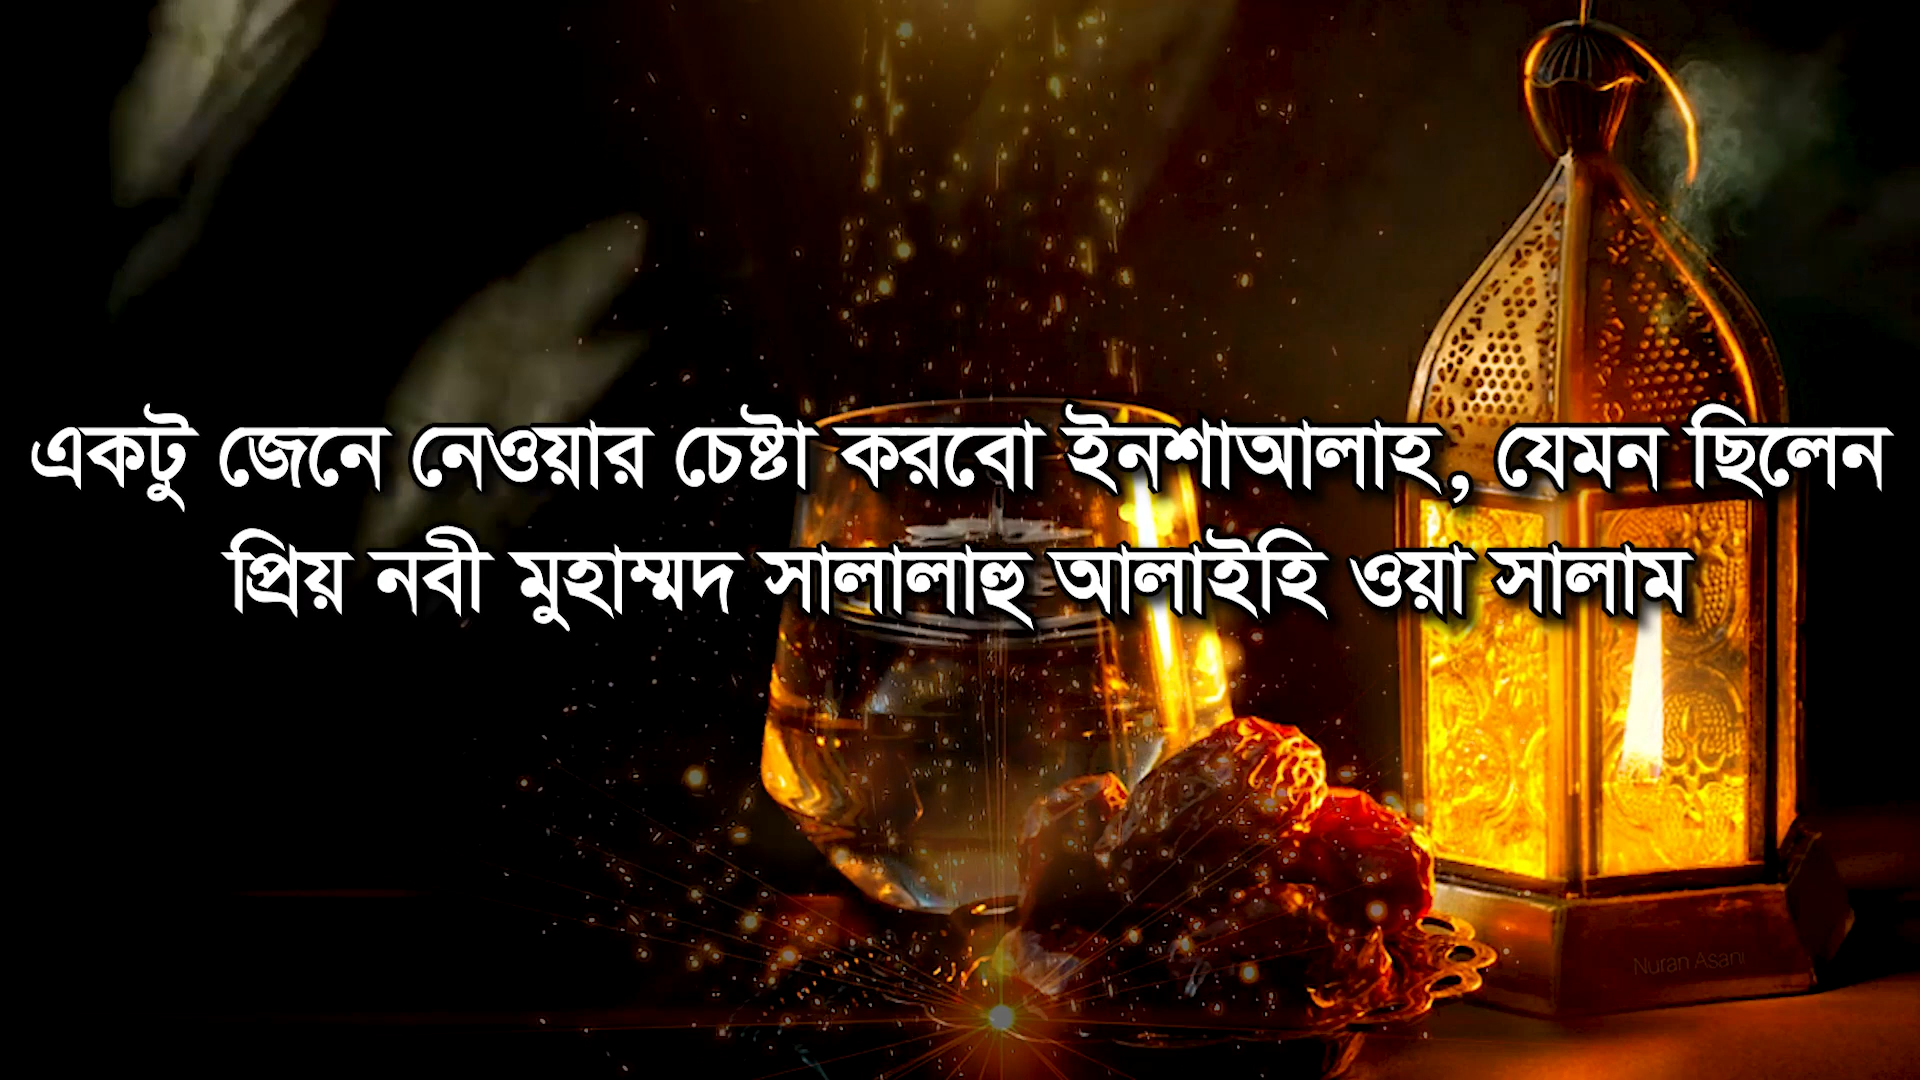 একটু জেনে নেওয়ার চেষ্টা করবো ইনশাআলাহ, যেমন ছিলেন
প্রিয় নবী মুহাম্মদ সালালাহু আলাইহি ওয়া সালাম
Nuran Asani